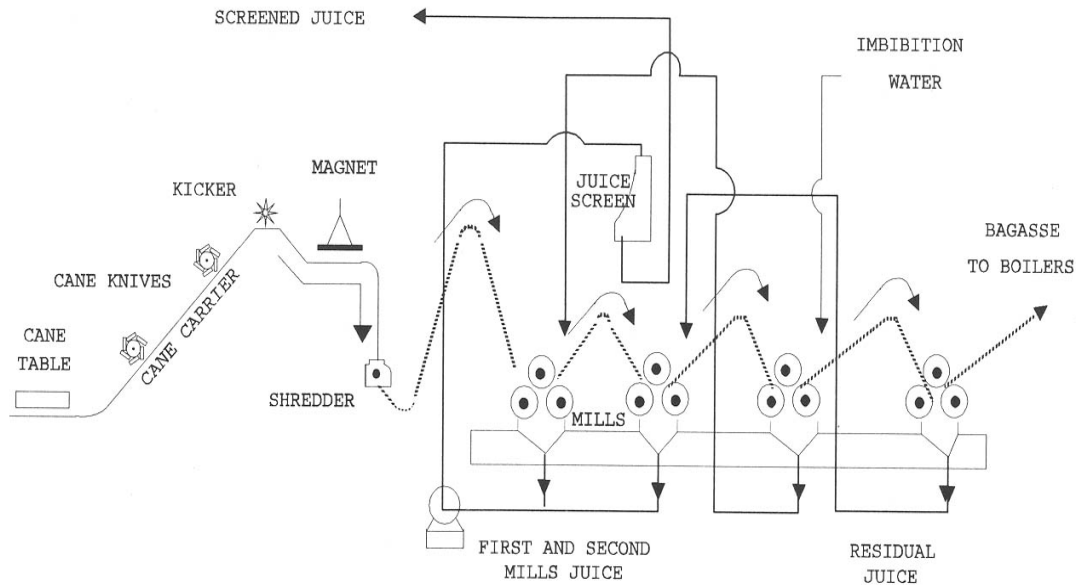 SCREENED JUICE
IMBIBITION
WATER
MAGNET
KICKER
JUICE
SCREEN
BAGASSE
TO BOILERS
CANE KNIVES
CANE CARRIER
CANE
TABLE
SHREDDER
MILLS
FIRST AND SECOND
MILLS JUICE
RESIDUAL
JUICE